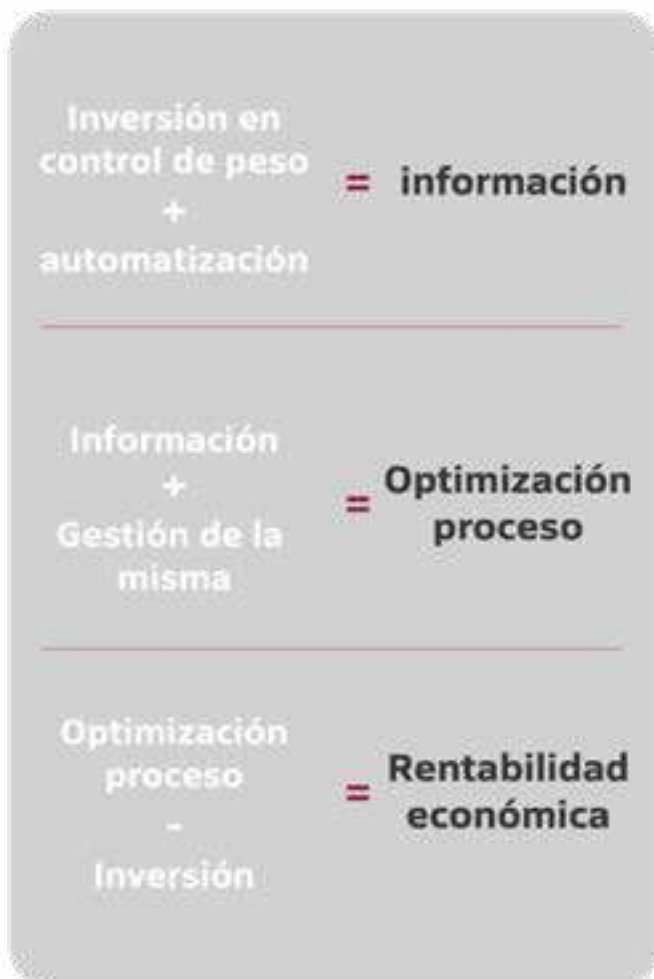 Inversión en
control de peso
+
automatización
= información
Información
+
Gestión de la
misma
= Optimización
proceso
Optimización
proceso
-
Inversión
= Rentabilidad
económica